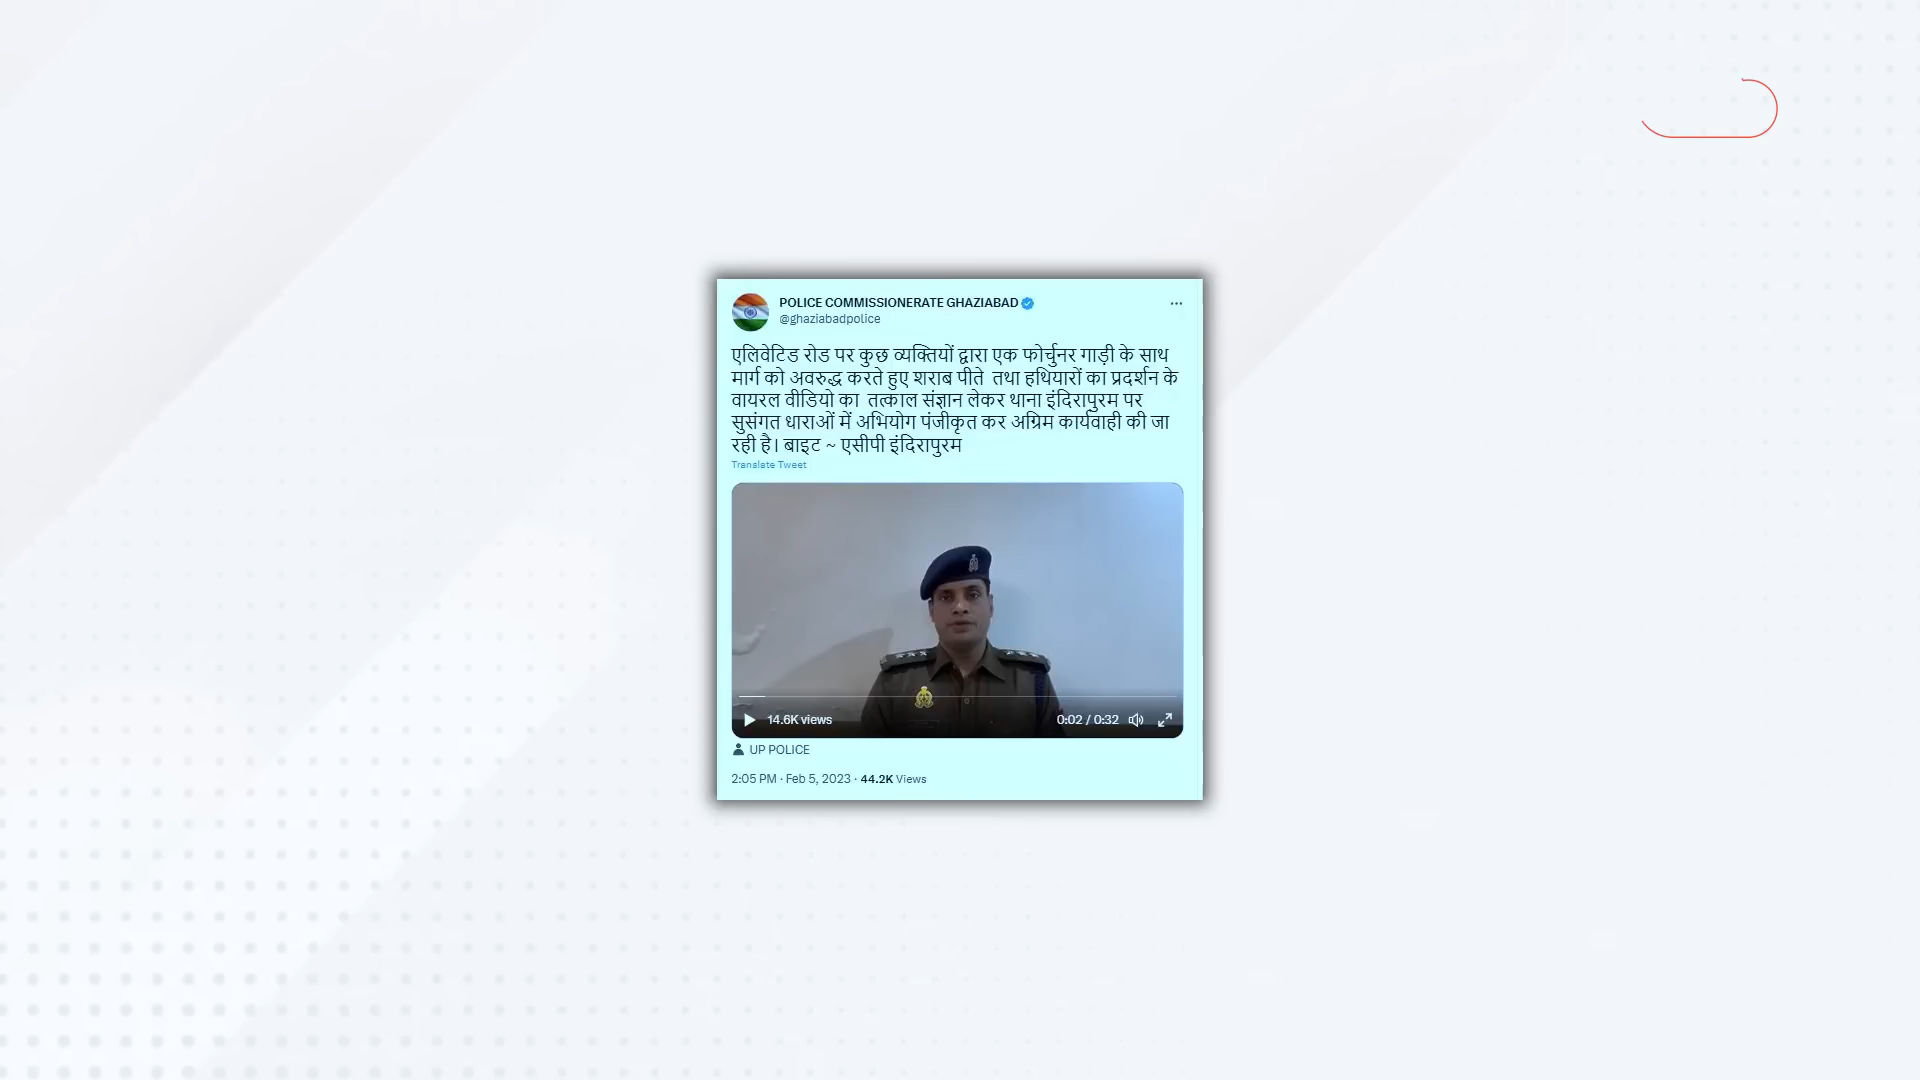 POLICE COMMISSIONERATE GHAZIABAD
@ghaziabadpolice
एलिवेटिड रोड पर कुछ व्यक्तियों द्वारा एक फोर्चुनर गाड़ी के साथ
मार्ग को अवरुद्ध करते हुए शराब पीते तथा हथियारों का प्रदर्शन के
वायरल वीडियो का तत्काल संज्ञान लेकर थाना इंदिरापुरम पर
सुसंगत धाराओं में अभियोग पंजीकृत कर अग्रिम कार्यवाही की जा
रही है। बाइट ~ एसीपी इंदिरापुरम
Translate Tweet
14.6K views 0:02 / 0:32
UP POLICE
2:05 PM · Feb 5, 2023 · 44.2K Views